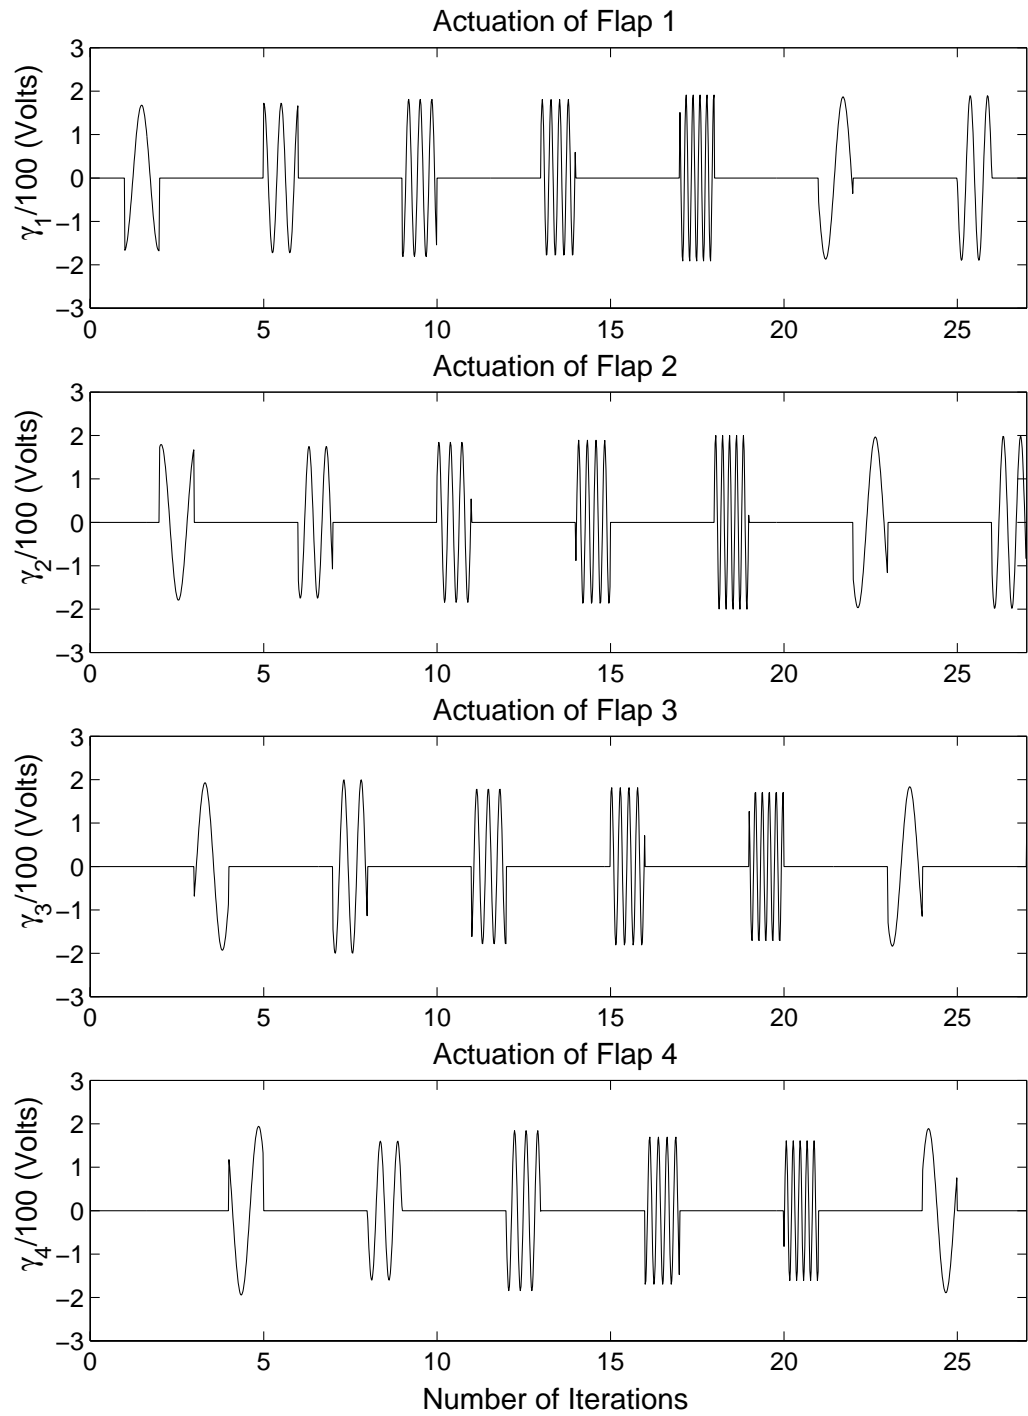 Actuation of Flap 1
γ1/100 (Volts)
3
2
1
0
−1
−2
−3
0 5 10 15 20 25
Actuation of Flap 2
γ2/100 (Volts)
3
2
1
0
−1
−2
−3
0 5 10 15 20 25
Actuation of Flap 3
γ3/100 (Volts)
3
2
1
0
−1
−2
−3
0 5 10 15 20 25
Actuation of Flap 4
γ4/100 (Volts)
3
2
1
0
−1
−2
−3
0 5 10 15 20 25
Number of Iterations